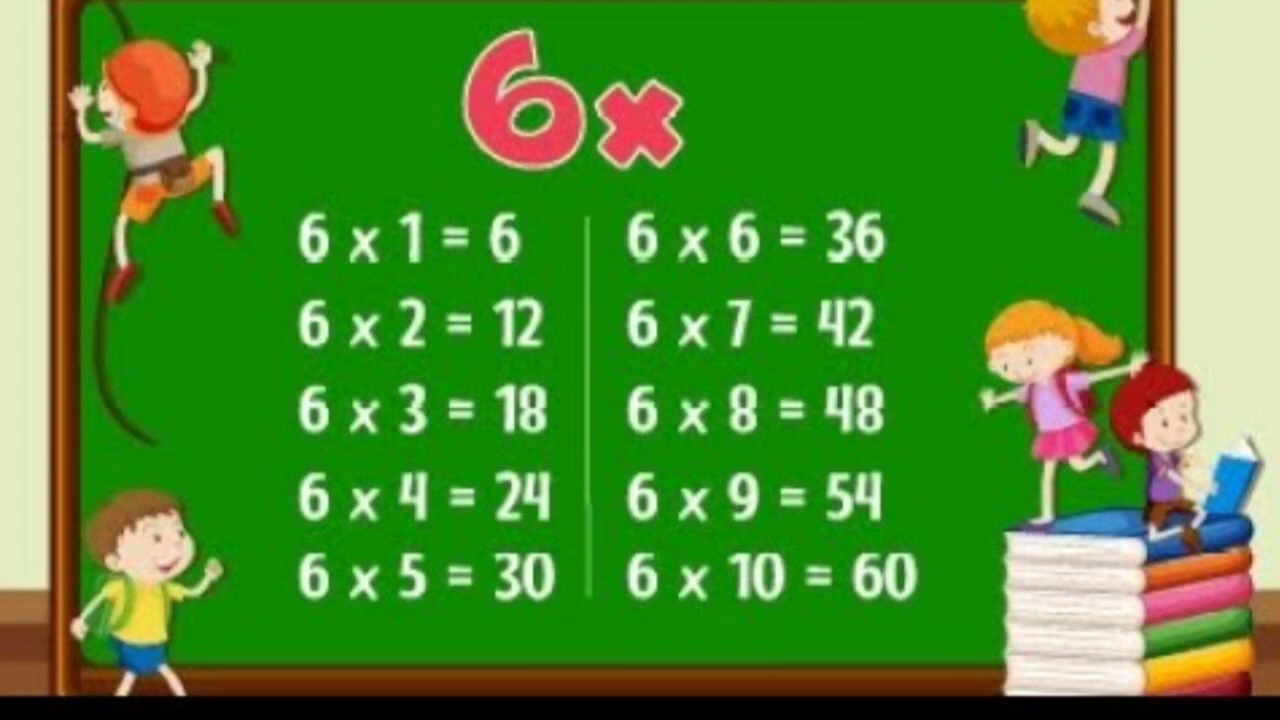 6x
6 x 1 = 6
6 x 2 = 12
6 x 3 = 18
6 x 4 = 24
6 x 5 = 30
6 x 6 = 36
6 x 7 = 42
6 x 8 = 48
6 x 9 = 54
6 x 10 = 60